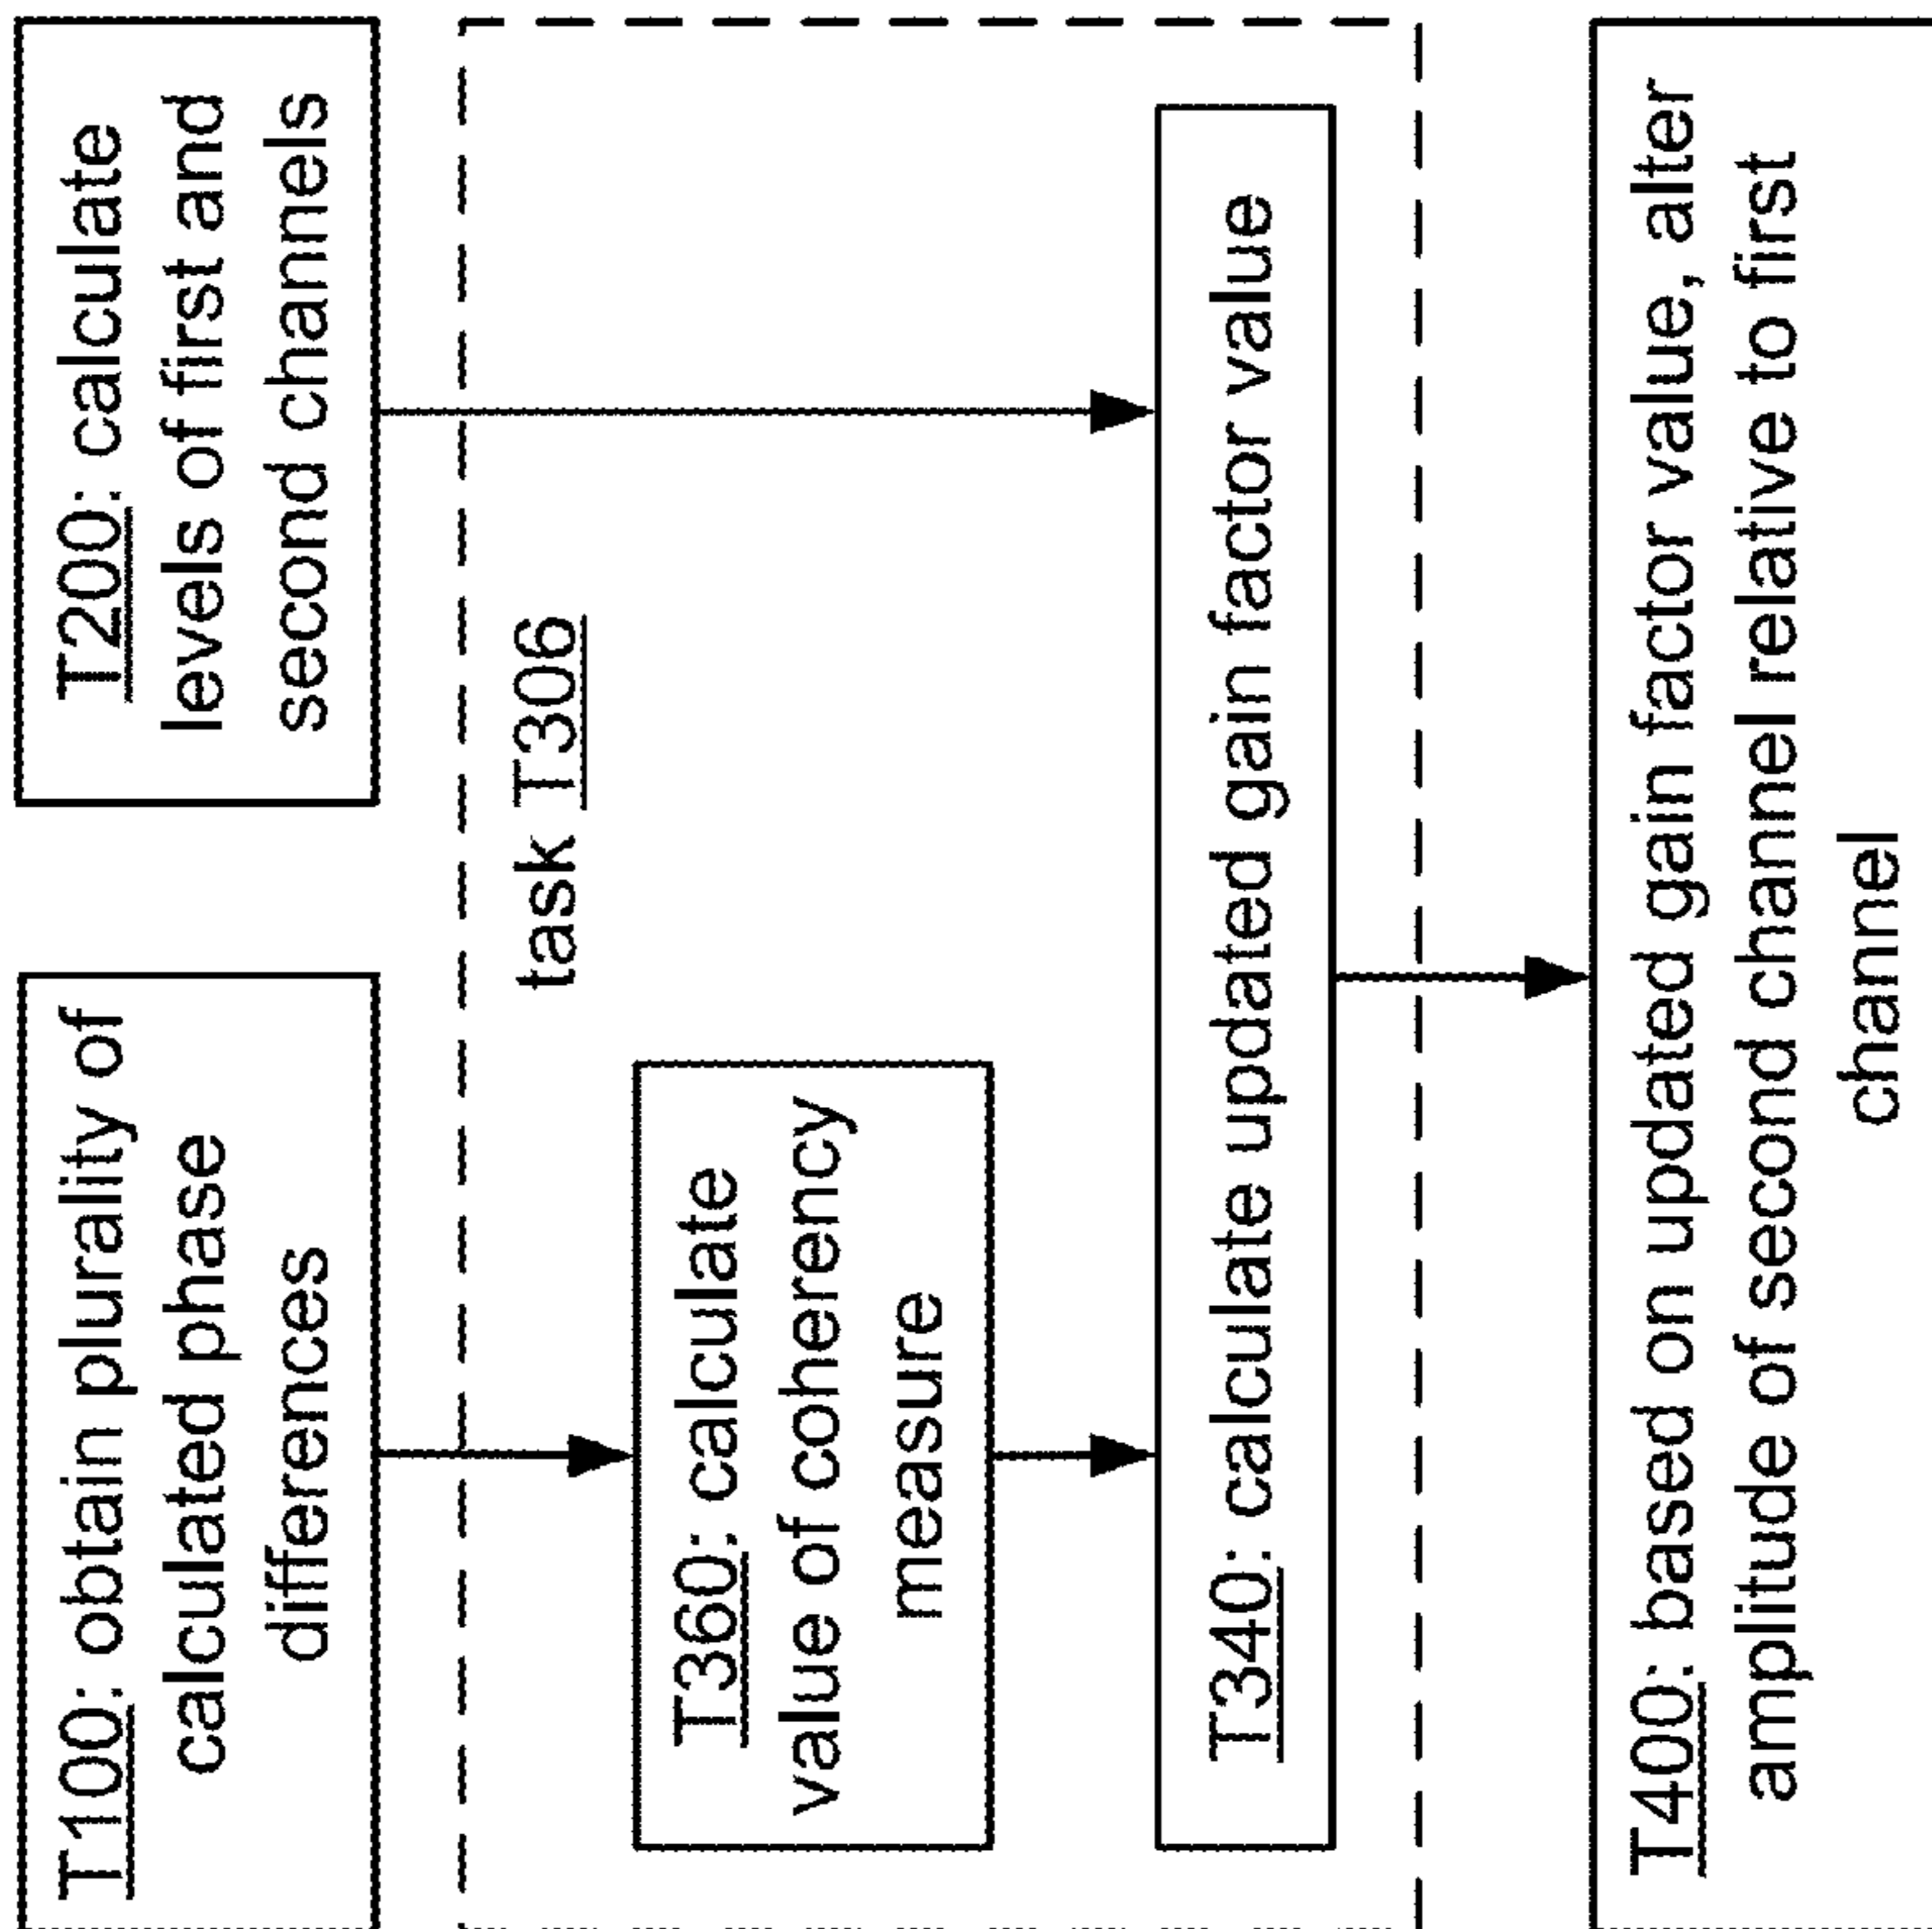 T100: obtain plurality of
calculated phase
differences
T200: calculate
levels of first and
second channels
task T306
T360: calculate
value of coherency
measure
T340: calculate updated gain factor value
T400: based on updated gain factor value, alter
amplitude of second channel relative to first
channel